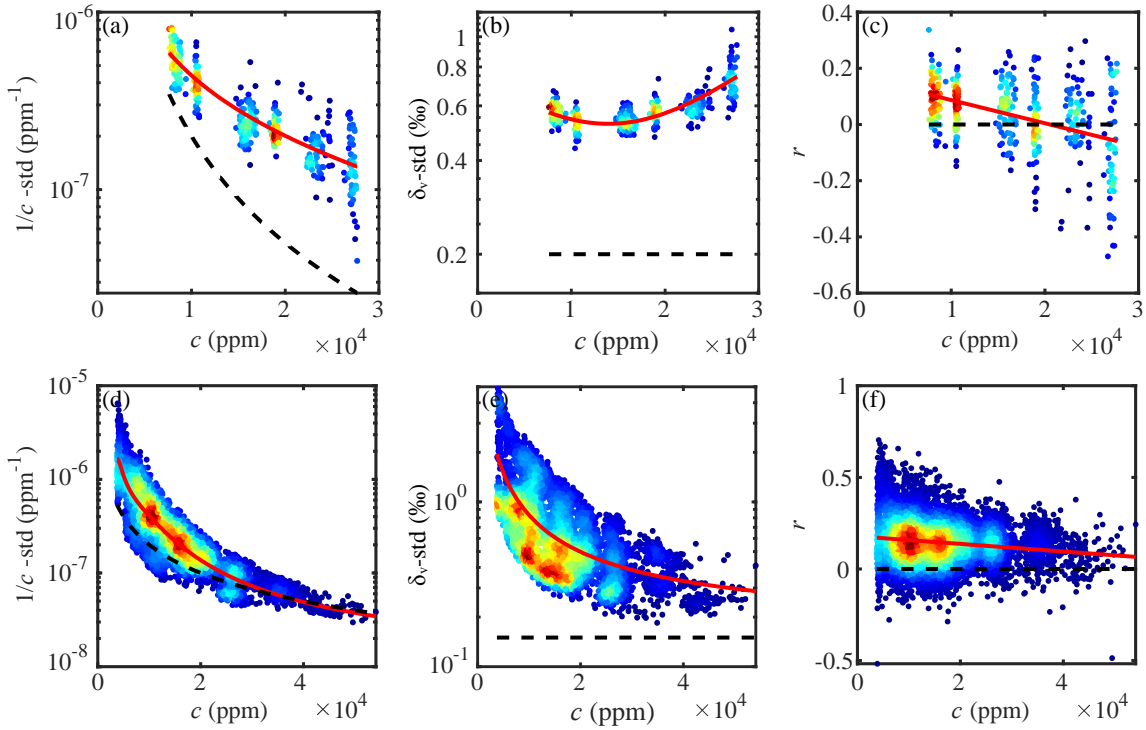 (a)
10⁻⁶
10⁻⁷
1/c -std (ppm⁻¹)
0 1 2 3
c (ppm)
×10⁴
(b)
1
0.8
0.6
0.4
0.2
δᵥ-std (‰)
0 1 2 3
c (ppm)
×10⁴
(c)
0.4
0.2
0
-0.2
-0.4
-0.6
r
0 1 2 3
c (ppm)
×10⁴
(d)
10⁻⁵
10⁻⁶
10⁻⁷
10⁻⁸
1/c -std (ppm⁻¹)
0 2 4
c (ppm)
×10⁴
(e)
10⁰
10⁻¹
δᵥ-std (‰)
0 2 4
c (ppm)
×10⁴
(f)
1
0.5
0
-0.5
r
0 2 4
c (ppm)
×10⁴